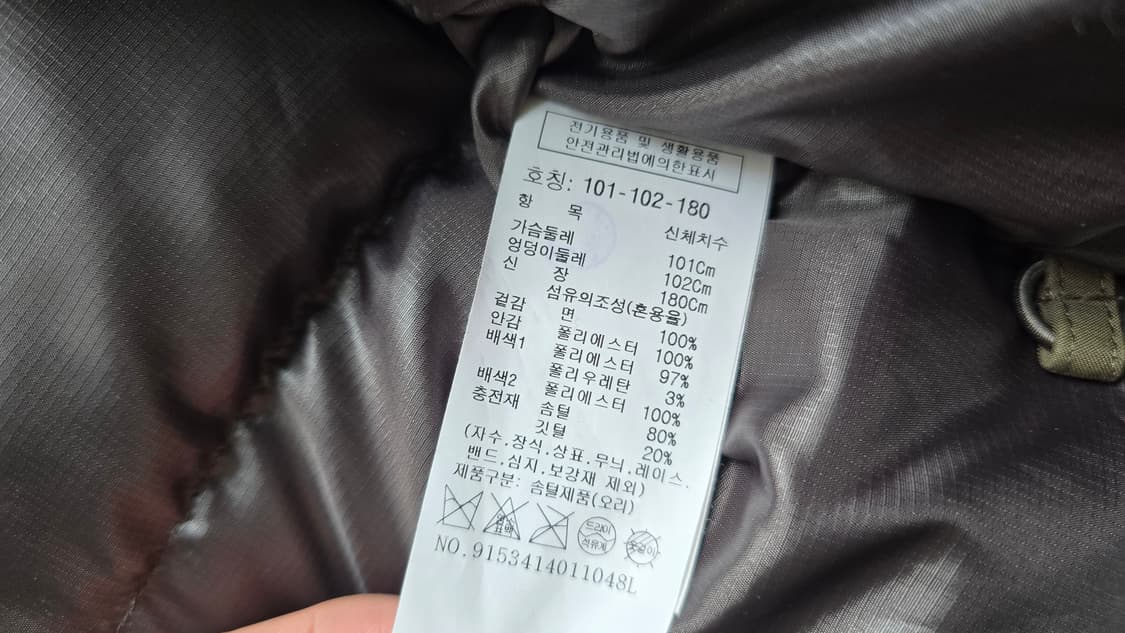 전기용품 및 생활용품
안전관리법에의한표시
호칭: 101-102-180
항 목 신체치수
가슴둘레 101Cm
엉덩이둘레 102Cm
신 장 180Cm
섬유의조성(혼용율)
겉감 면 100%
안감 폴리에스터 100%
배색1 폴리에스터 97%
폴리우레탄 3%
배색2 폴리에스터 100%
충전재 솜털 80%
깃털 20%
(자수.장식.상표.무늬.레이스.
밴드.심지.보강재 제외)
제품구분: 솜털제품(오리)
염소
표백
드라이
석유계
옷걸이
NO.9153414011048L